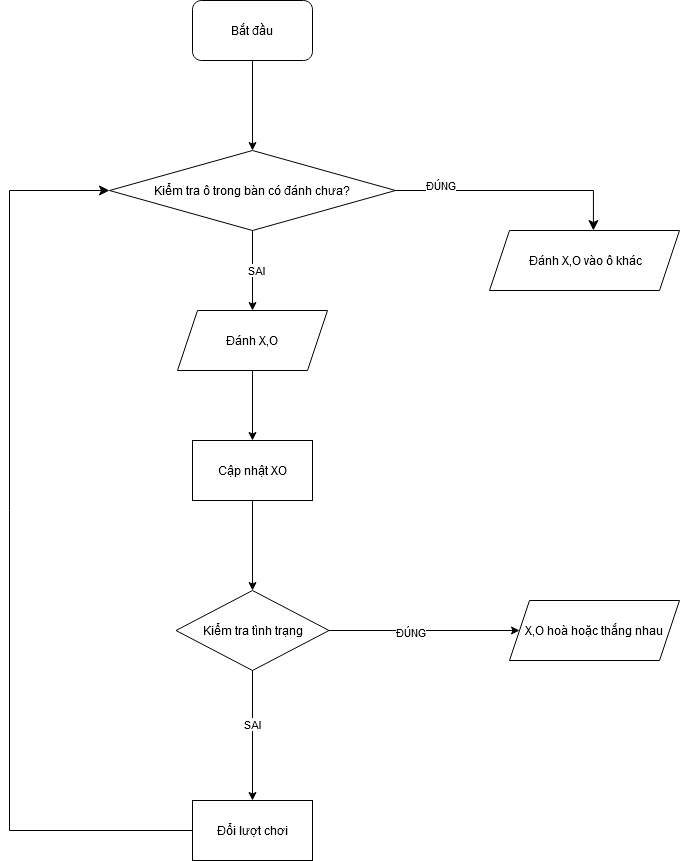 Bắt đầu
Kiểm tra ô trong bàn có đánh chưa?
ĐÚNG
Đánh X,O vào ô khác
SAI
Đánh X,O
Cập nhật XO
Kiểm tra tình trạng
ĐÚNG
X,O hoà hoặc thắng nhau
SAI
Đổi lượt chơi